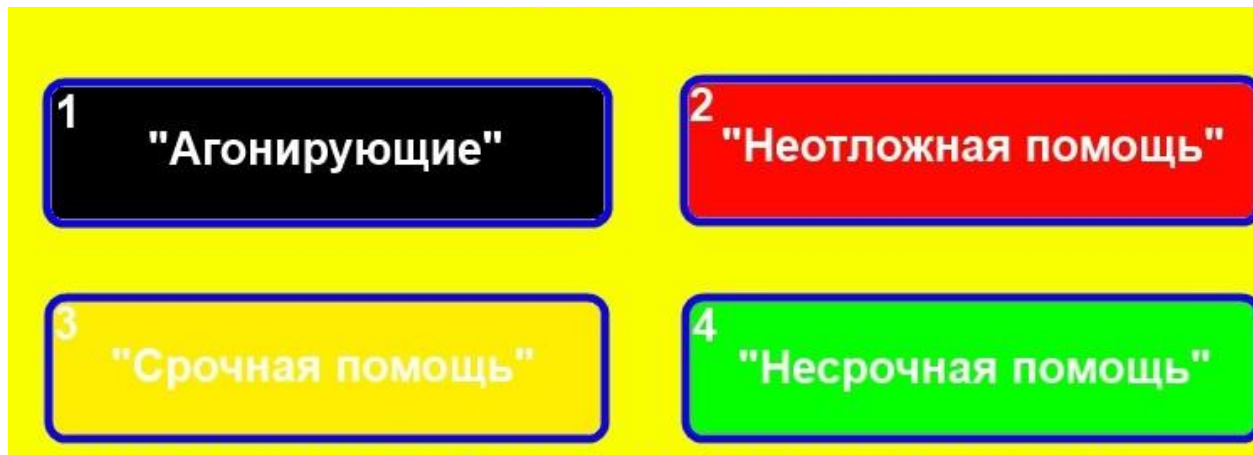 1
"Агонирующие"
2
"Неотложная помощь"
3
"Срочная помощь"
4
"Несрочная помощь"